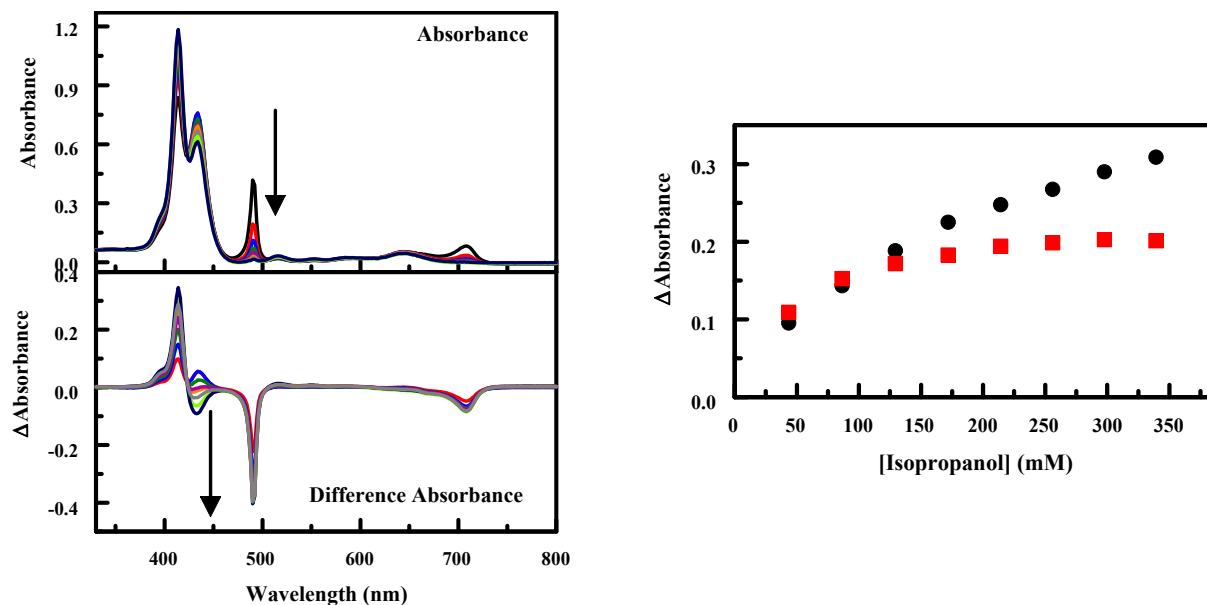 Absorbance
Absorbance
1.2
0.9
0.6
0.3
0.0
Δ Absorbance
0.4
0.2
0.0
-0.2
-0.4
Difference Absorbance
400 500 600 700 800
Wavelength (nm)
Δ Absorbance
0.3
0.2
0.1
0.0
0 50 100 150 200 250 300 350
[Isopropanol] (mM)